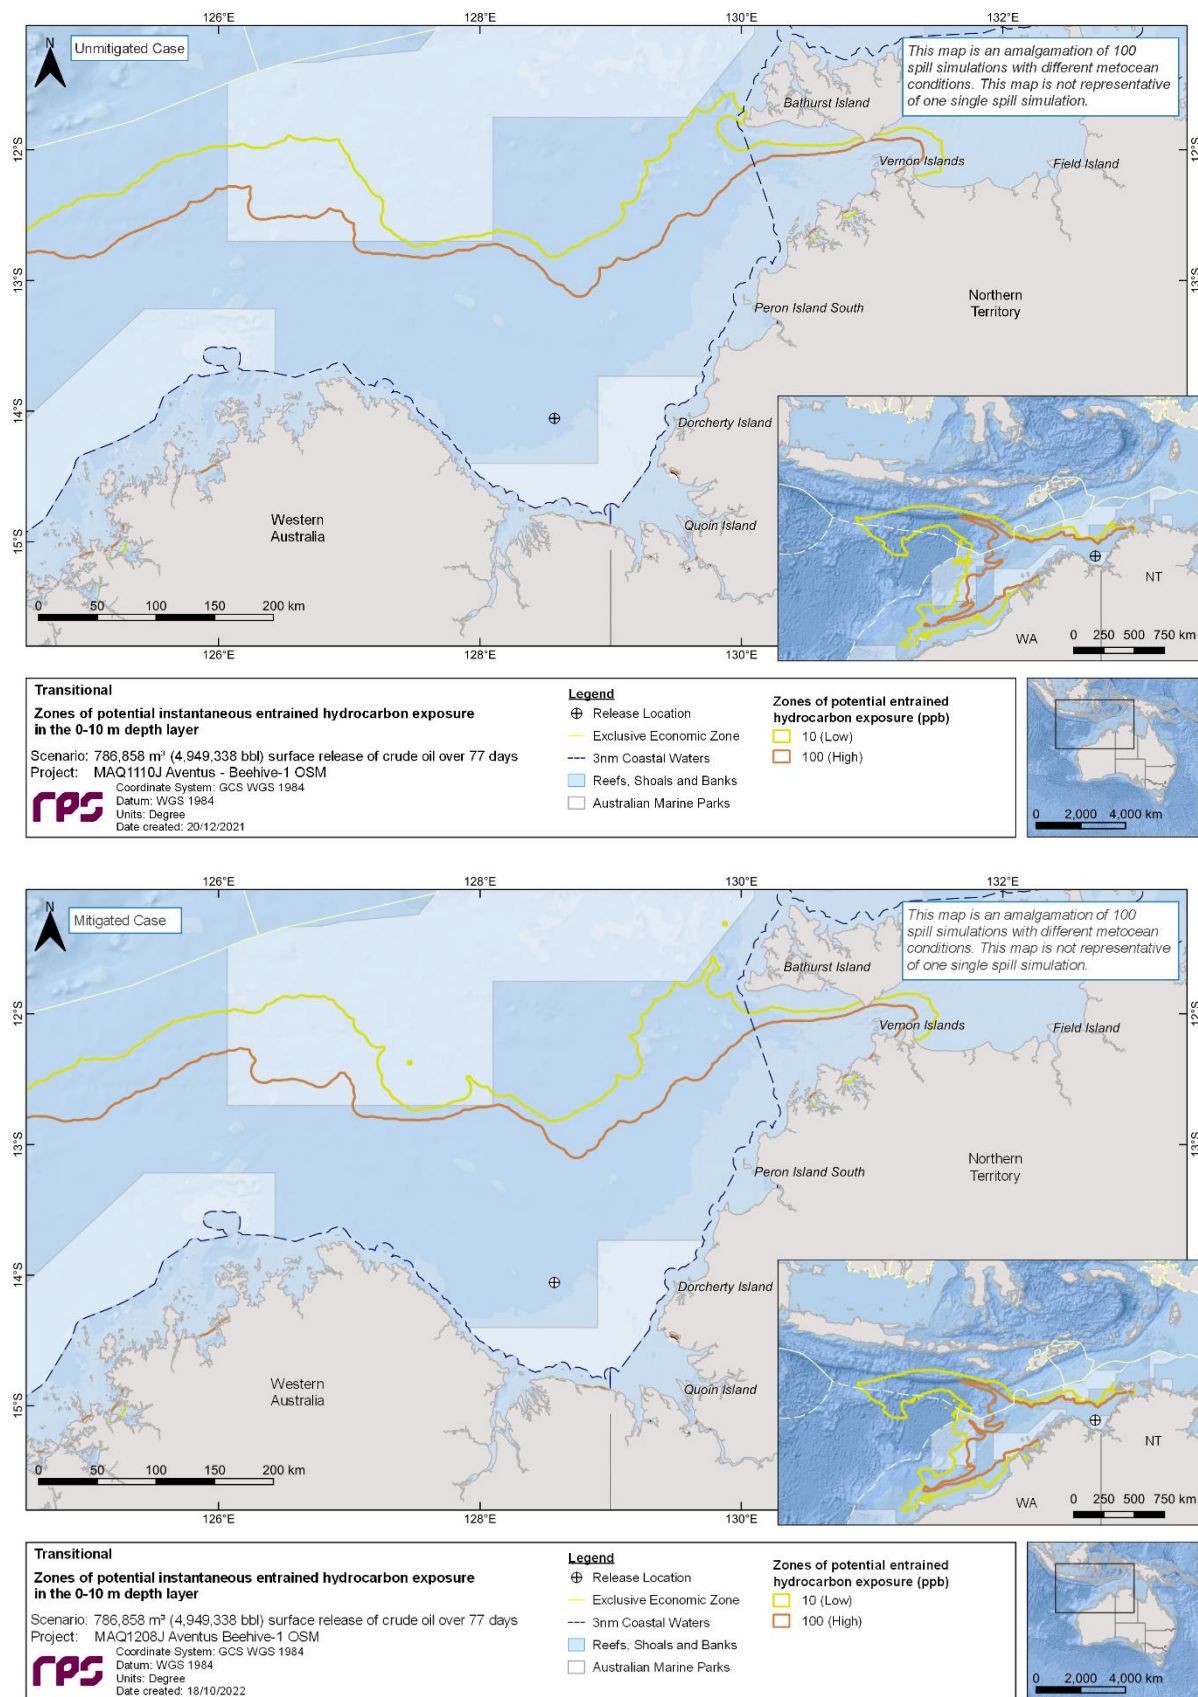 126°E 128°E 130°E 132°E
N
Unmitigated Case
This map is an amalgamation of 100
spill simulations with different metocean
conditions. This map is not representative
of one single spill simulation.
Bathurst Island
12°S 12°S
Vernon Islands
Field Island
13°S 13°S
Northern
Territory
Peron Island South
14°S
Dorcherty Island
Western
Australia
Quoin Island
15°S
0 50 100 150 200 km
NT
WA
0 250 500 750 km
126°E 128°E 130°E
Transitional
Zones of potential instantaneous entrained hydrocarbon exposure
in the 0-10 m depth layer
Scenario: 786,858 m³ (4,949,338 bbl) surface release of crude oil over 77 days
Project: MAQ1110J Aventus - Beehive-1 OSM
rps
Coordinate System: GCS WGS 1984
Datum: WGS 1984
Units: Degree
Date created: 20/12/2021
Legend
Release Location
Exclusive Economic Zone
3nm Coastal Waters
Reefs, Shoals and Banks
Australian Marine Parks
Zones of potential entrained
hydrocarbon exposure (ppb)
10 (Low)
100 (High)
0 2,000 4,000 km
126°E 128°E 130°E 132°E
N
Mitigated Case
This map is an amalgamation of 100
spill simulations with different metocean
conditions. This map is not representative
of one single spill simulation.
Bathurst Island
12°S 12°S
Vernon Islands
Field Island
13°S 13°S
Northern
Territory
Peron Island South
14°S
Dorcherty Island
Western
Australia
Quoin Island
15°S
0 50 100 150 200 km
NT
WA
0 250 500 750 km
126°E 128°E 130°E
Transitional
Zones of potential instantaneous entrained hydrocarbon exposure
in the 0-10 m depth layer
Scenario: 786,858 m³ (4,949,338 bbl) surface release of crude oil over 77 days
Project: MAQ1208J Aventus Beehive-1 OSM
rps
Coordinate System: GCS WGS 1984
Datum: WGS 1984
Units: Degree
Date created: 18/10/2022
Legend
Release Location
Exclusive Economic Zone
3nm Coastal Waters
Reefs, Shoals and Banks
Australian Marine Parks
Zones of potential entrained
hydrocarbon exposure (ppb)
10 (Low)
100 (High)
0 2,000 4,000 km